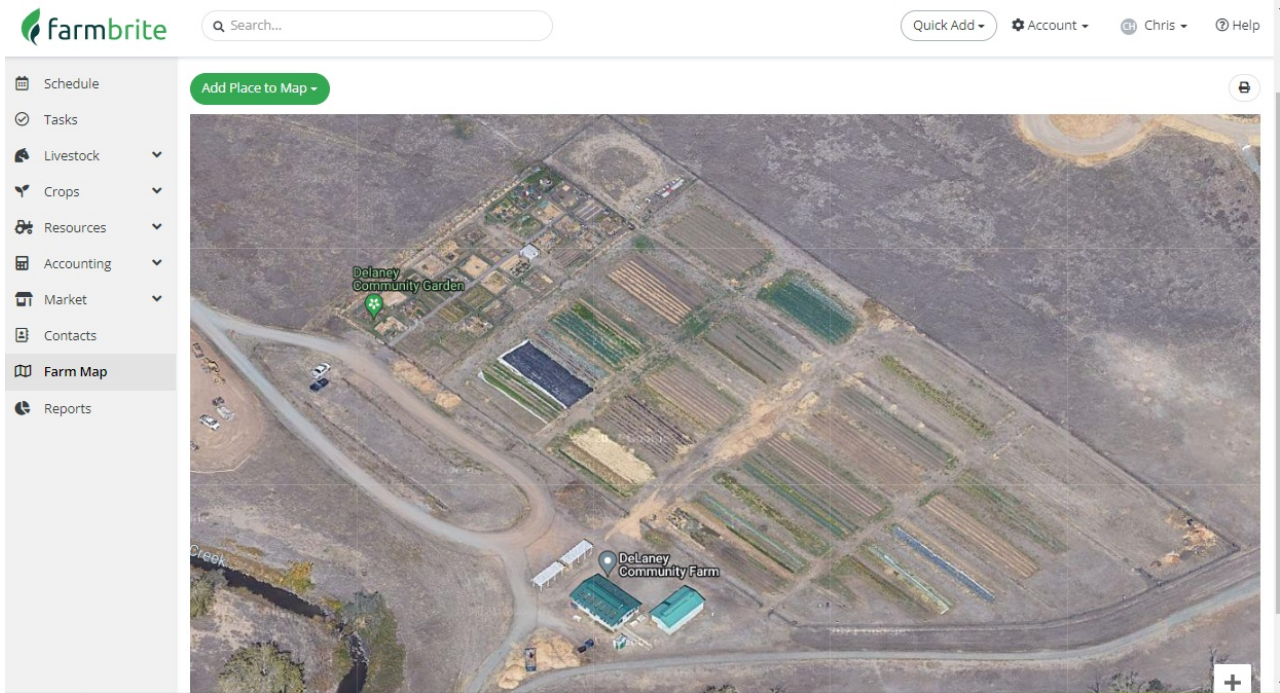 farmbrite
Search...
Quick Add
Account
CH
Chris
Help
Schedule
Tasks
Livestock
Crops
Resources
Accounting
Market
Contacts
Farm Map
Reports
Add Place to Map
Delaney
Community Garden
Creek
DeLaney
Community Farm